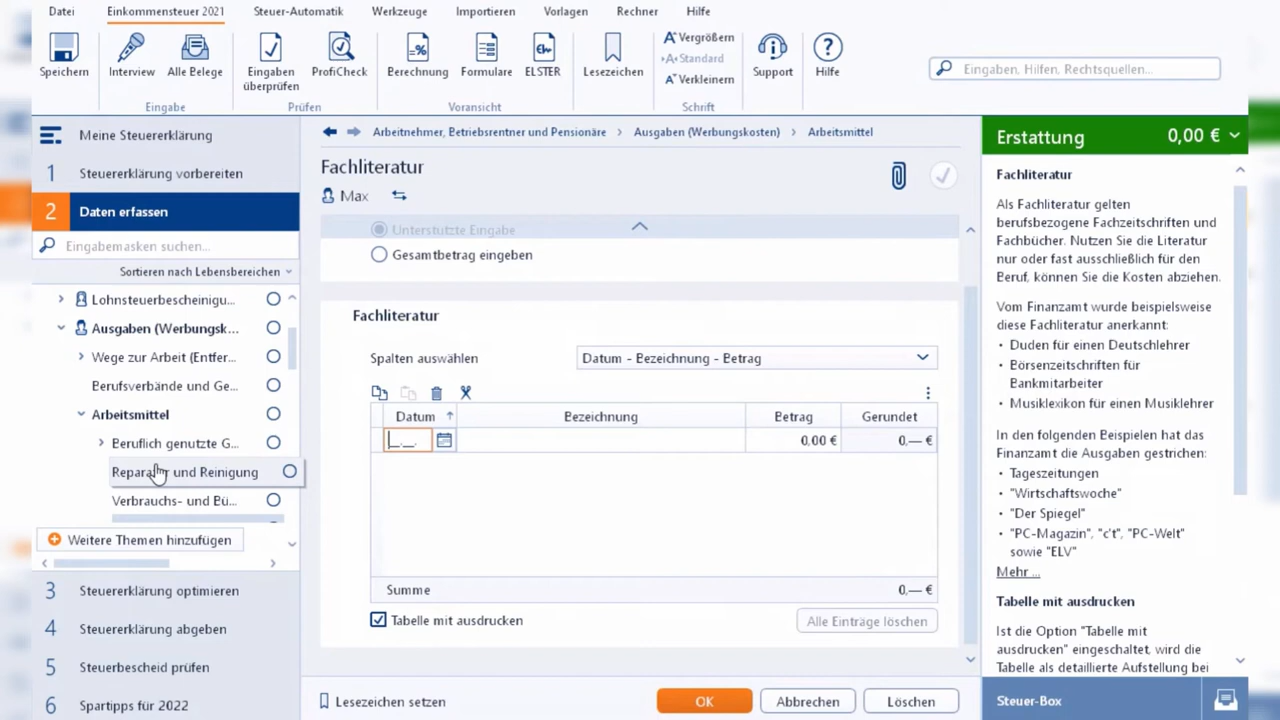 Datei Einkommensteuer 2021 Steuer-Automatik Werkzeuge Importieren Vorlagen Rechner Hilfe
Speichern Interview Alle Belege Eingaben überprüfen ProfiCheck Berechnung Formulare ELSTER Lesezeichen Vergrößern Standard Verkleinern Support Hilfe
Eingabe Prüfen Voransicht Schrift
Eingaben, Hilfen, Rechtsquellen...
Meine Steuererklärung
1 Steuererklärung vorbereiten
2 Daten erfassen
Eingabemasken suchen...
Sortieren nach Lebensbereichen
Lohnsteuerbescheinigu...
Ausgaben (Werbungsk...
Wege zur Arbeit (Entfer...
Berufsverbände und Ge...
Arbeitsmittel
Beruflich genutzte G...
Reparatur und Reinigung
Verbrauchs- und Bü...
Weitere Themen hinzufügen
3 Steuererklärung optimieren
4 Steuererklärung abgeben
5 Steuerbescheid prüfen
6 Spartipps für 2022
Arbeitnehmer, Betriebsrentner und Pensionäre > Ausgaben (Werbungskosten) > Arbeitsmittel
Fachliteratur
Max
Unterstützte Eingabe
Gesamtbetrag eingeben
Fachliteratur
Spalten auswählen Datum - Bezeichnung - Betrag
Datum Bezeichnung Betrag Gerundet
__.__. 0,00 € 0,— €
Summe 0,— €
Tabelle mit ausdrucken Alle Einträge löschen
Lesezeichen setzen OK Abbrechen Löschen
Erstattung 0,00 €
Fachliteratur
Als Fachliteratur gelten
berufsbezogene Fachzeitschriften und
Fachbücher. Nutzen Sie die Literatur
nur oder fast ausschließlich für den
Beruf, können Sie die Kosten abziehen.
Vom Finanzamt wurde beispielsweise
diese Fachliteratur anerkannt:
• Duden für einen Deutschlehrer
• Börsenzeitschriften für
Bankmitarbeiter
• Musiklexikon für einen Musiklehrer
In den folgenden Beispielen hat das
Finanzamt die Ausgaben gestrichen:
• Tageszeitungen
• "Wirtschaftswoche"
• "Der Spiegel"
• "PC-Magazin", "c't", "PC-Welt"
sowie "ELV"
Mehr ...
Tabelle mit ausdrucken
Ist die Option "Tabelle mit
ausdrucken" eingeschaltet, wird die
Tabelle als detaillierte Aufstellung bei
Steuer-Box